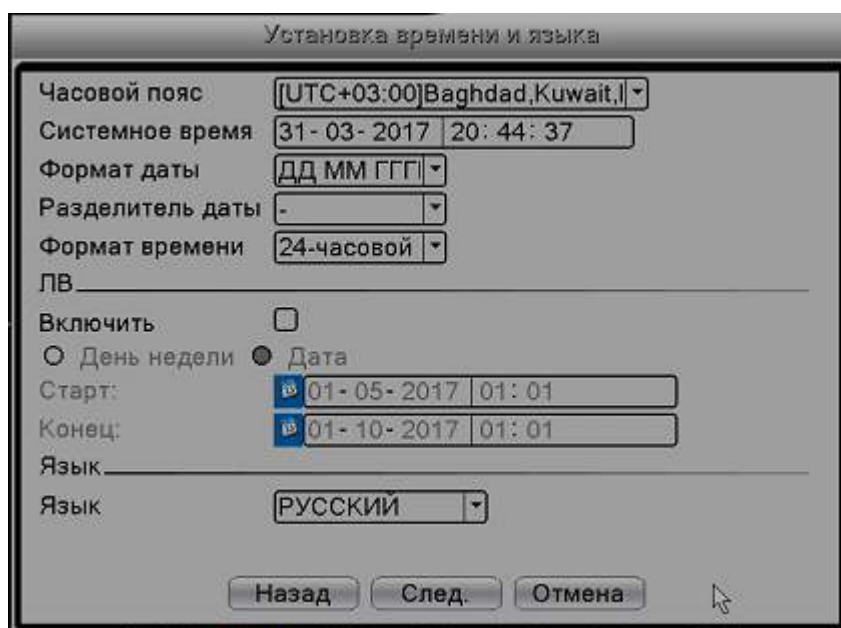 Установка времени и языка
Часовой пояс [UTC+03:00]Baghdad,Kuwait,
Системное время 31-03-2017 20:44:37
Формат даты ДД ММ ГГГ
Разделитель даты -
Формат времени 24-часовой
ЛВ
Включить
День недели Дата
Старт: 01-05-2017 01:01
Конец: 01-10-2017 01:01
Язык
Язык РУССКИЙ
Назад След. Отмена